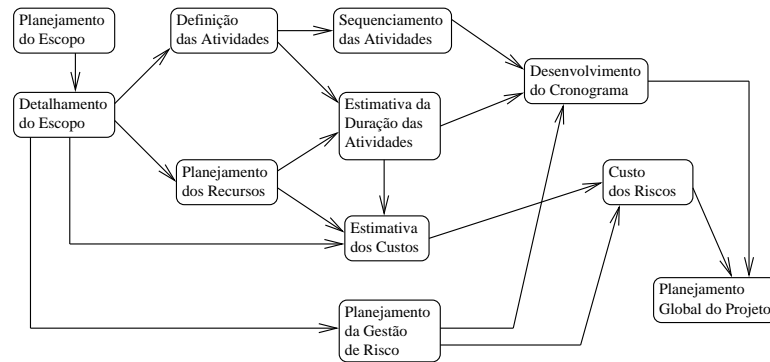 Planejamento
do Escopo
Definição
das Atividades
Sequenciamento
das Atividades
Detalhamento
do Escopo
Estimativa da
Duração das
Atividades
Desenvolvimento
do Cronograma
Planejamento
dos Recursos
Custo
dos Riscos
Estimativa
dos Custos
Planejamento
da Gestão
de Risco
Planejamento
Global do Projeto